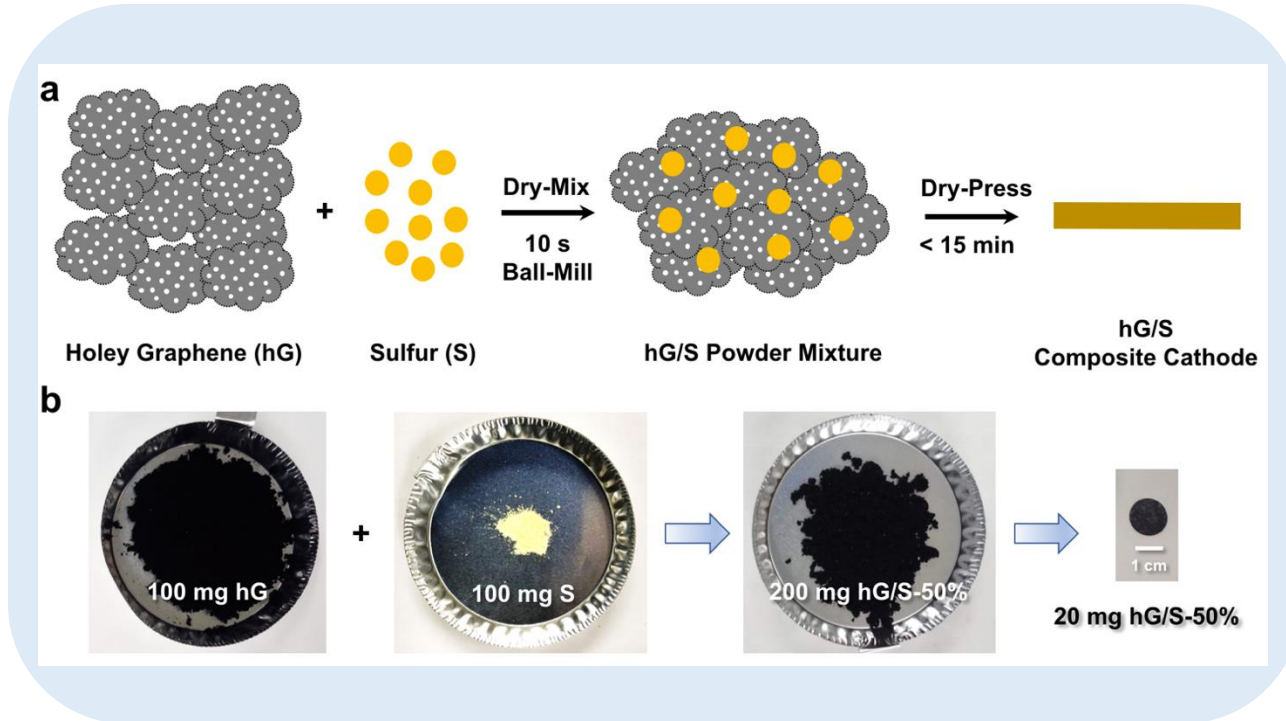 a
+
Dry-Mix
10 s
Ball-Mill
Dry-Press
< 15 min
Holey Graphene (hG)
Sulfur (S)
hG/S Powder Mixture
hG/S
Composite Cathode
b
100 mg hG
+
100 mg S
200 mg hG/S-50%
1 cm
20 mg hG/S-50%